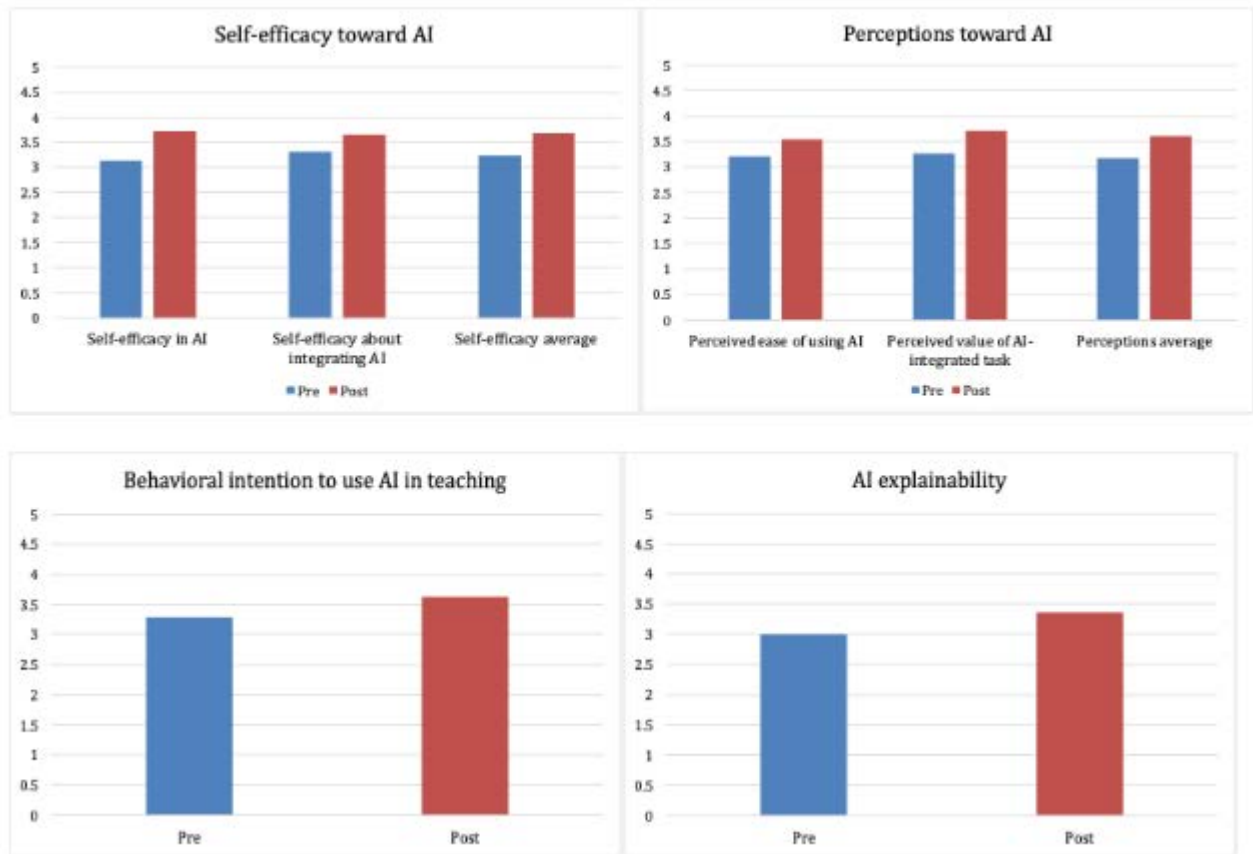 Self-efficacy toward AI
5
4.5
4
3.5
3
2.5
2
1.5
1
0.5
0
Self-efficacy in AI
Self-efficacy about
integrating AI
Self-efficacy average
Pre Post
Perceptions toward AI
5
4.5
4
3.5
3
2.5
2
1.5
1
0.5
0
Perceived ease of using AI
Perceived value of AI-
integrated task
Perceptions average
Pre Post
Behavioral intention to use AI in teaching
5
4.5
4
3.5
3
2.5
2
1.5
1
0.5
0
Pre
Post
AI explainability
5
4.5
4
3.5
3
2.5
2
1.5
1
0.5
0
Pre
Post